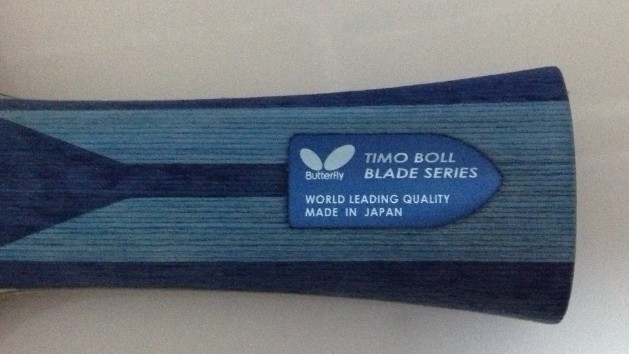 Butterfly
TIMO BOLL
BLADE SERIES
WORLD LEADING QUALITY
MADE IN JAPAN